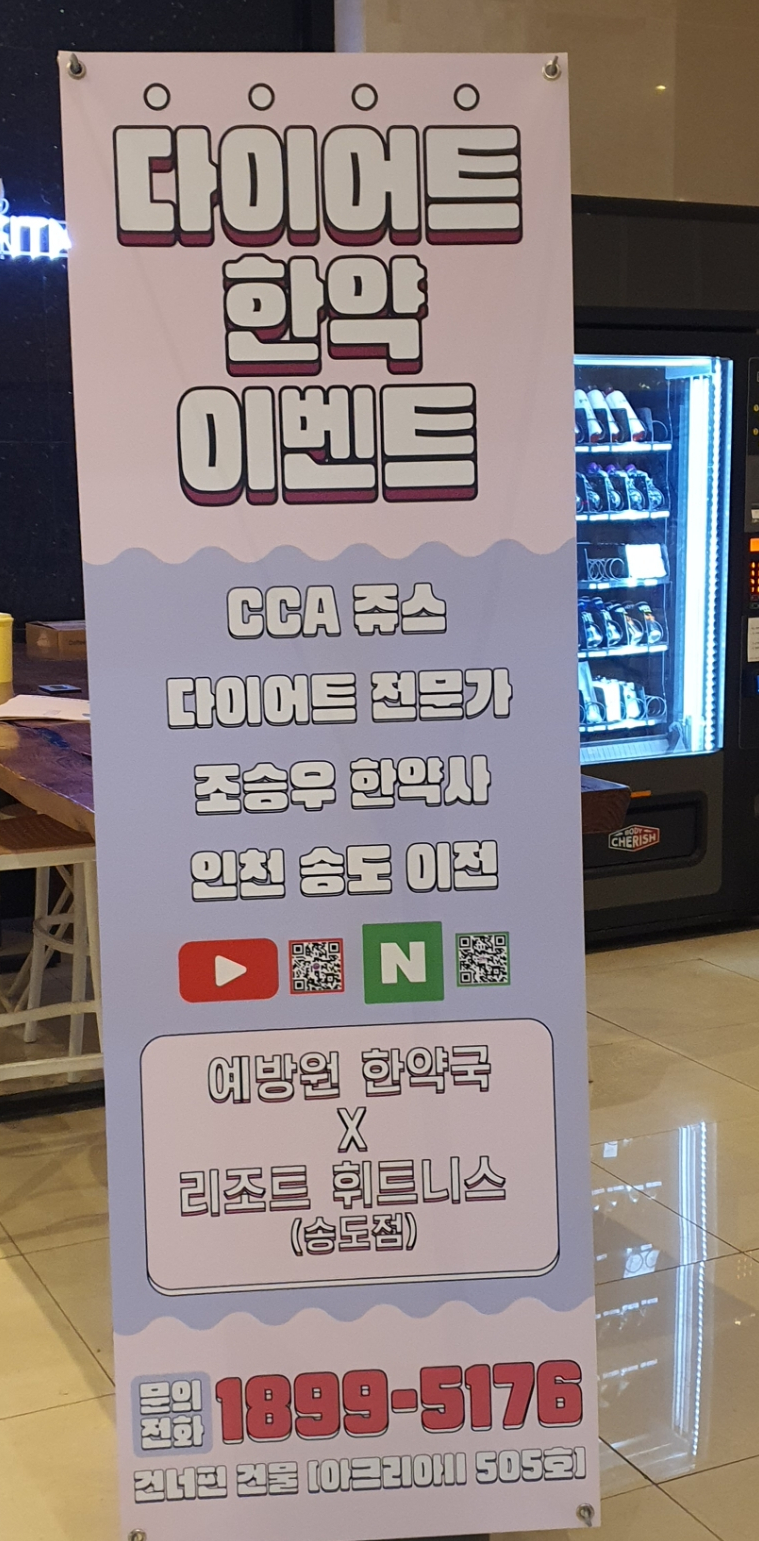 다이어트
한약
이벤트
CCA 쥬스
다이어트 전문가
조승우 한약사
인천 송도 이전
N
예방원 한약국
X
리조트 휘트니스
(송도점)
문의
전화
1899-5176
건너편 건물 [아크리아II 505호]
BODY
CHERISH